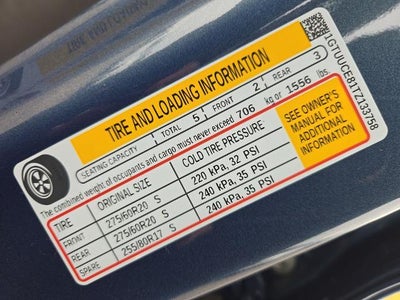 TIRE AND LOADING INFORMATION
SEATING CAPACITY TOTAL 5 FRONT 2 REAR 3
The combined weight of occupants and cargo must never exceed 706 kg or 1556 lbs.
TIRE ORIGINAL SIZE COLD TIRE PRESSURE
FRONT 275/60R20 S 220 kPa, 32 PSI
REAR 275/60R20 S 240 kPa, 35 PSI
SPARE 255/80R17 S 240 kPa, 35 PSI
SEE OWNER'S
MANUAL FOR
ADDITIONAL
INFORMATION
1GTUUCE81TZ133758